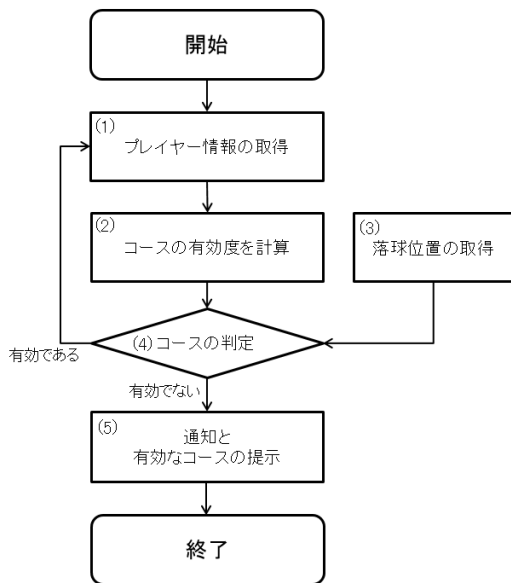 開始
(1)
プレイヤー情報の取得
(2)
コースの有効度を計算
(3)
落球位置の取得
(4)コースの判定
有効である
有効でない
(5)
通知と
有効なコースの提示
終了